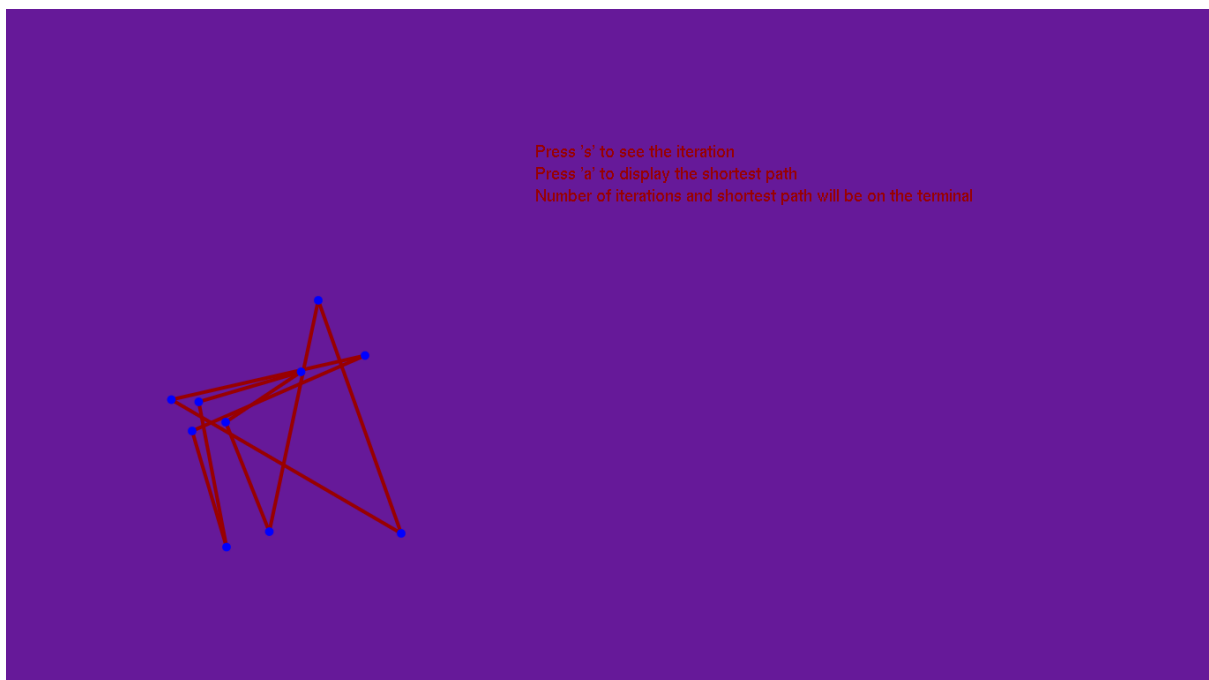 Press 's' to see the iteration
Press 'a' to display the shortest path
Number of iterations and shortest path will be on the terminal